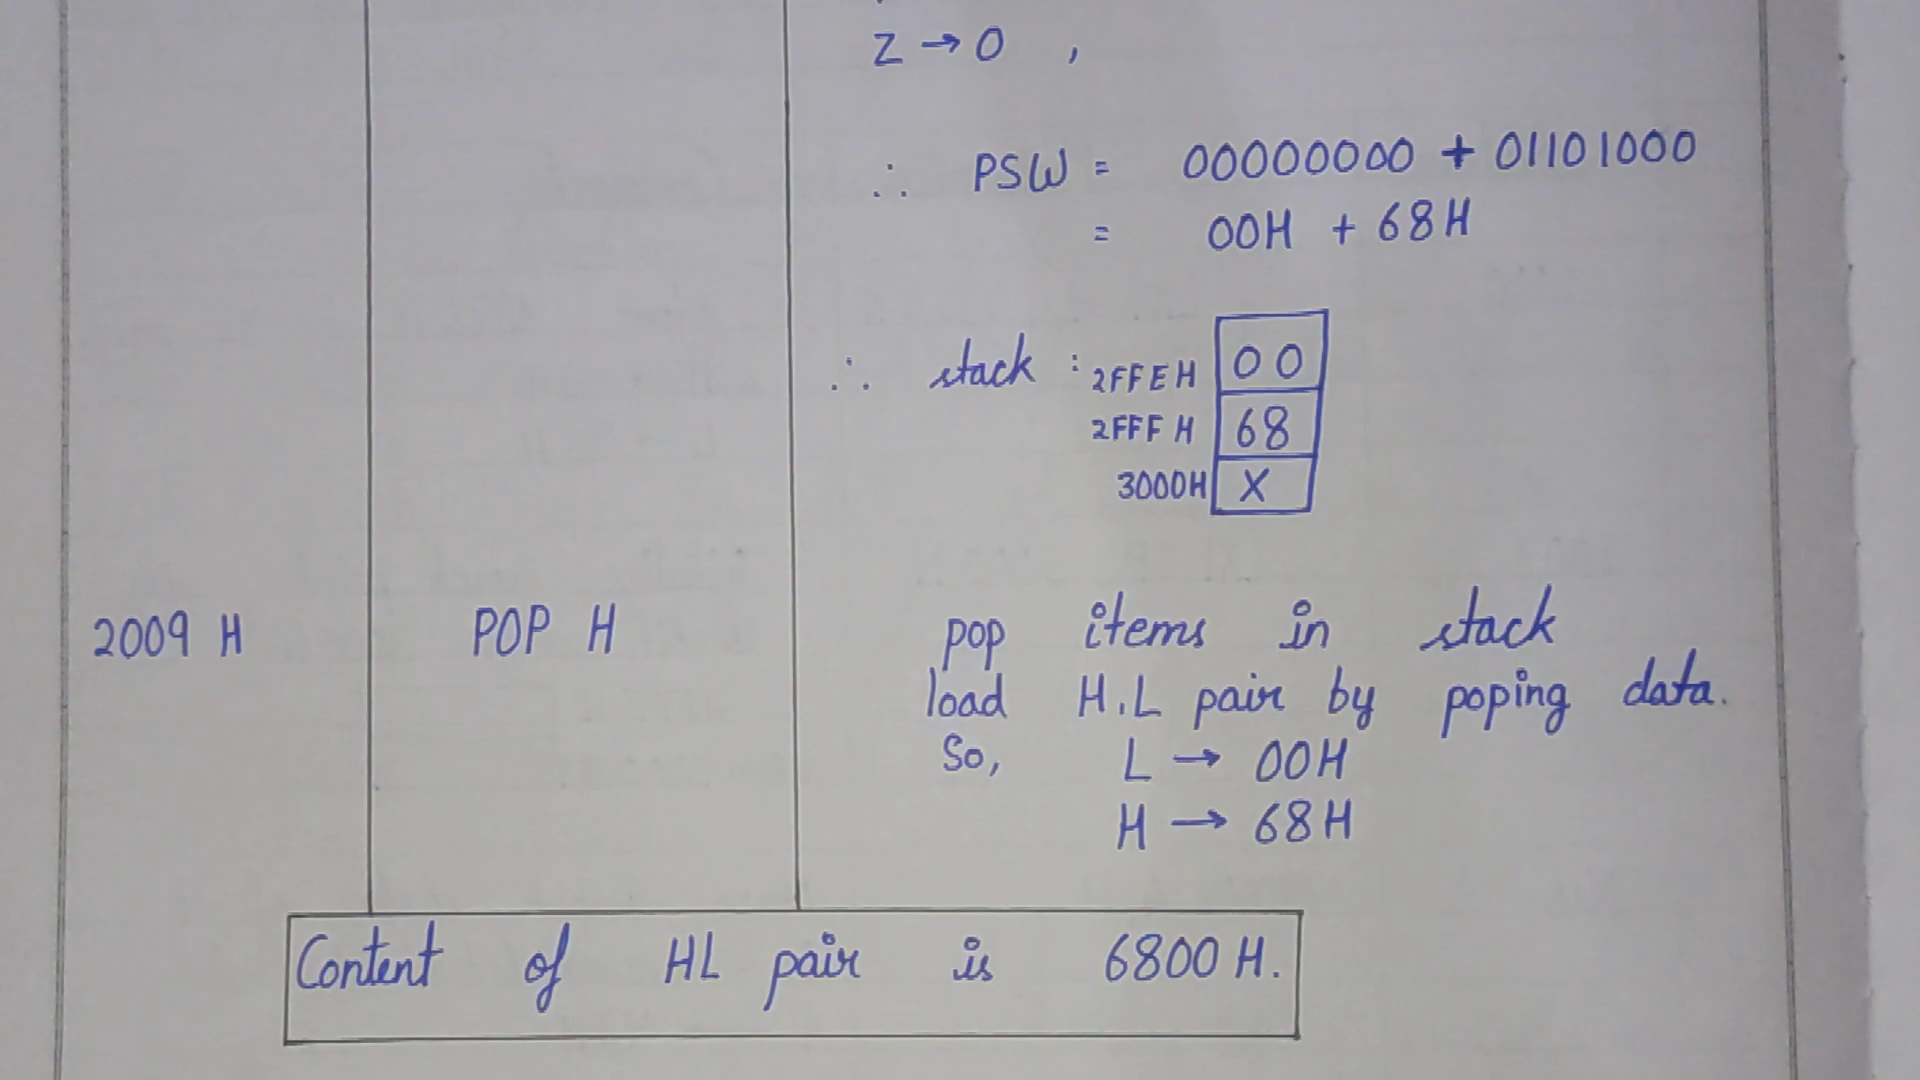 Z → 0 ,
∴ PSW = 00000000 + 01101000
= 00H + 68H
∴ stack : 2FFEH 00
2FFFH 68
3000H X
2009 H POP H pop items in stack
load H.L pair by poping data.
So, L → 00H
H → 68H
Content of HL pair is 6800 H.